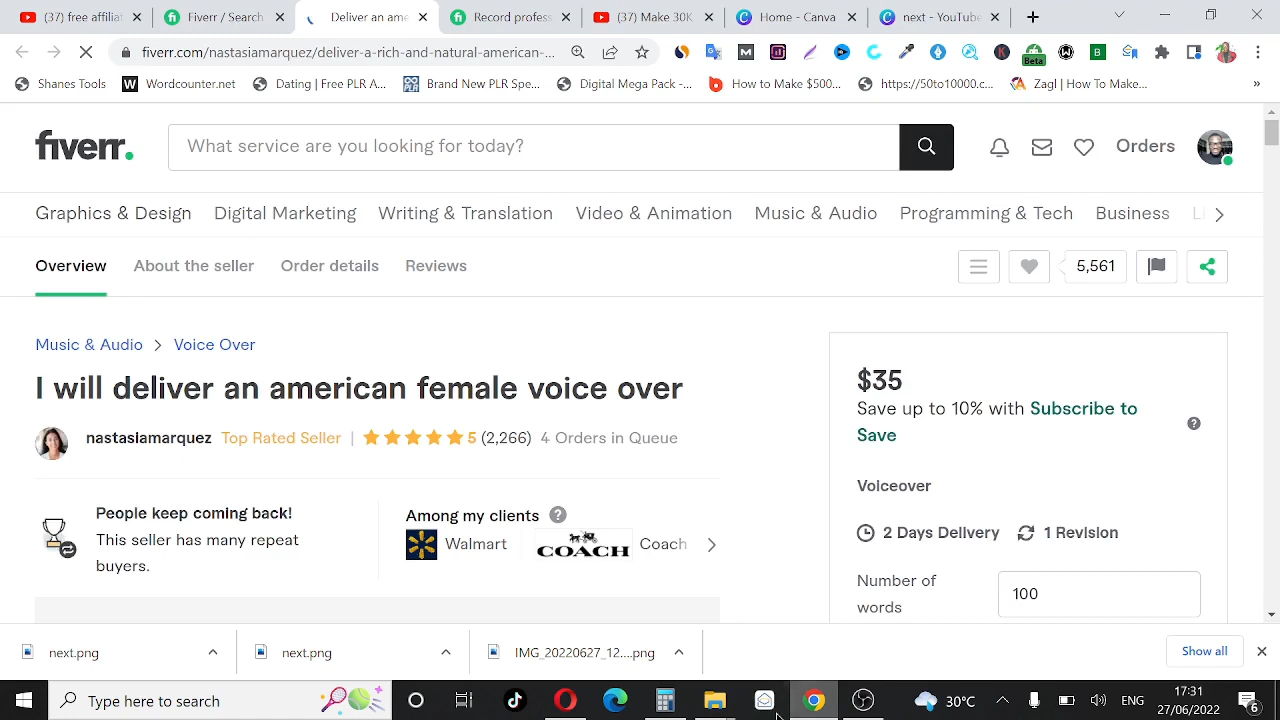 (37) free affiliat
Fiverr / Search
Deliver an ame
Record profess
(37) Make 30K
Home - Canva
next - YouTube
fiverr.com/nastasiamarquez/deliver-a-rich-and-natural-american-...
Beta
Shanes Tools
Wordcounter.net
Dating | Free PLR A...
Brand New PLR Spe...
Digital Mega Pack -...
How to Make $500...
https://50to10000.c...
Zagl | How To Make...
»
fiverr.
What service are you looking for today?
Orders
Graphics & Design
Digital Marketing
Writing & Translation
Video & Animation
Music & Audio
Programming & Tech
Business
Li
Overview
About the seller
Order details
Reviews
5,561
Music & Audio > Voice Over
I will deliver an american female voice over
nastasiamarquez Top Rated Seller | 5 (2,266) 4 Orders in Queue
People keep coming back!
This seller has many repeat
buyers.
Among my clients ?
Walmart
COACH
Coach
$35
Save up to 10% with Subscribe to
Save
?
Voiceover
2 Days Delivery
1 Revision
Number of
words
100
next.png
next.png
IMG_20220627_12....png
Show all
Type here to search
30°C
ENG
17:31
27/06/2022
6